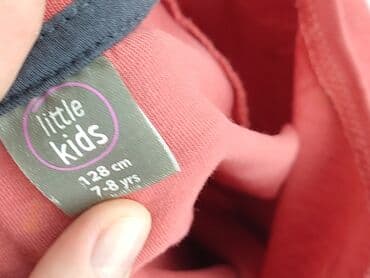 little
kids
128 cm
7-8 yrs